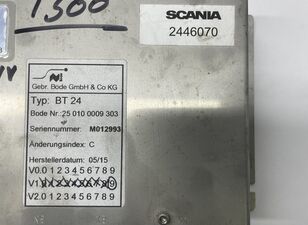 1300
SCANIA
2446070
Gebr. Bode GmbH & Co KG
Typ: BT 24
Bode Nr.:25 010 0009 303
Seriennummer: M012993
Änderungsindex: C
Herstellerdatum: 05/15
V0.0 1 2 3 4 5 6 7 8 9
V1.
V2.0 1 2 3 4 5 6 7 8 9